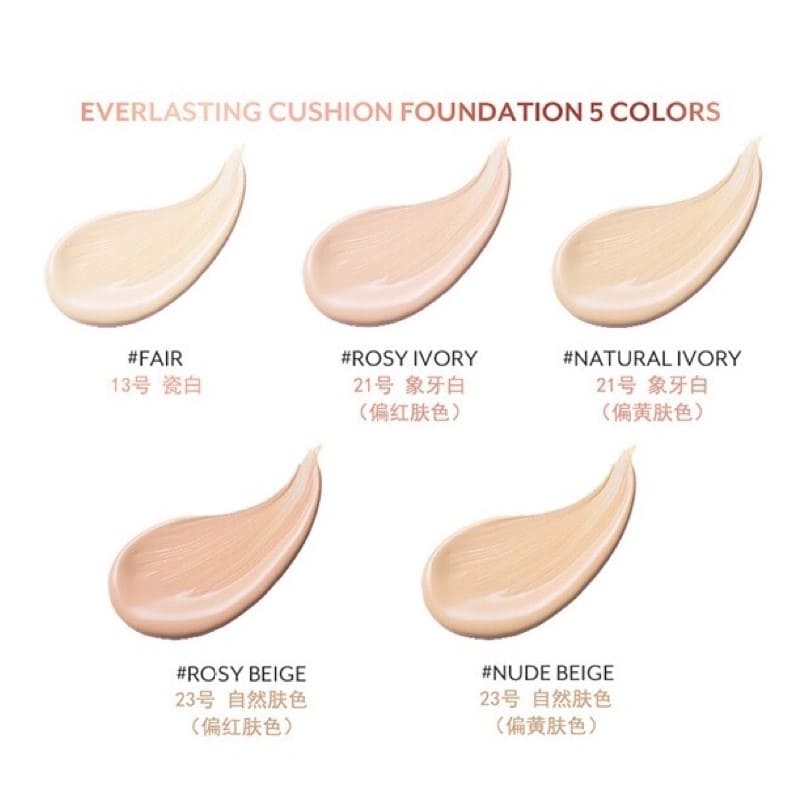 EVERLASTING CUSHION FOUNDATION 5 COLORS
#FAIR
13号 瓷白
#ROSY IVORY
21号 象牙白
（偏红肤色）
#NATURAL IVORY
21号 象牙白
（偏黄肤色）
#ROSY BEIGE
23号 自然肤色
（偏红肤色）
#NUDE BEIGE
23号 自然肤色
（偏黄肤色）